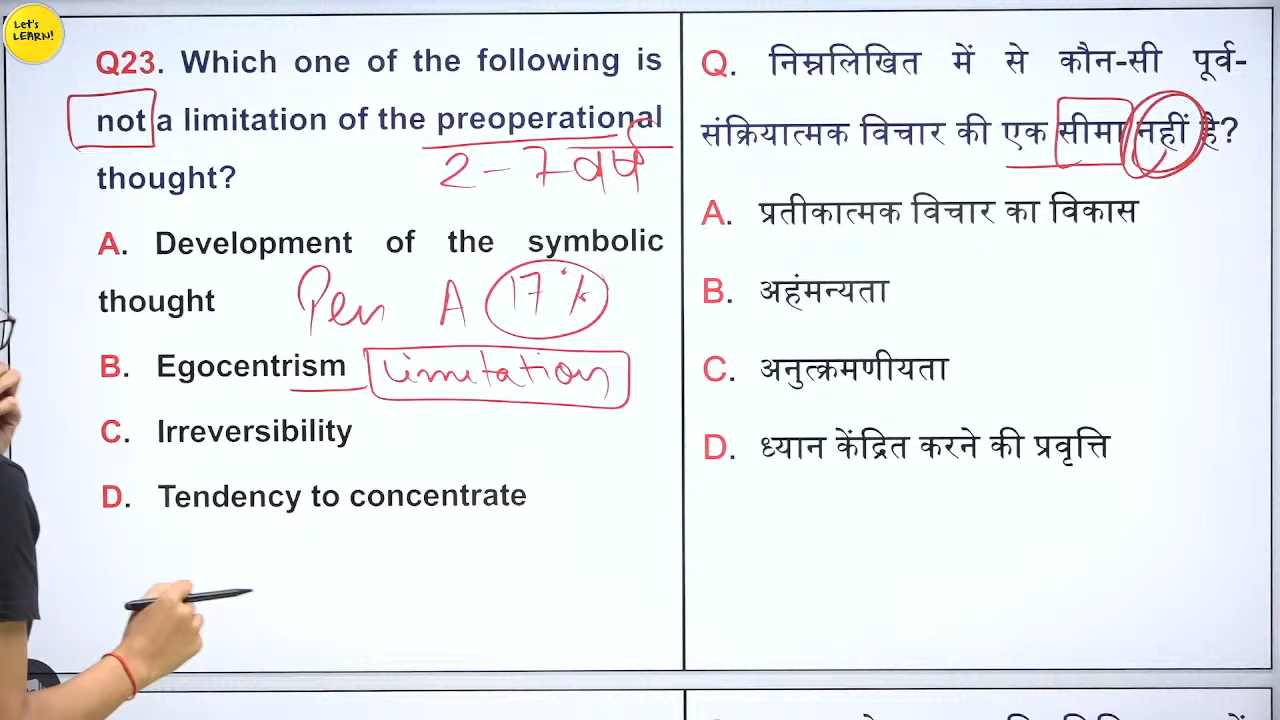 Let's
LEARN!
Q23. Which one of the following is
not a limitation of the preoperational
2-7 वर्ष
thought?
A. Development of the symbolic
thought
Pen A 17%
B. Egocentrism limitation
C. Irreversibility
D. Tendency to concentrate
Q. निम्नलिखित में से कौन-सी पूर्व-
संक्रियात्मक विचार की एक सीमा नहीं है?
A. प्रतीकात्मक विचार का विकास
B. अहंमन्यता
C. अनुत्क्रमणीयता
D. ध्यान केंद्रित करने की प्रवृत्ति